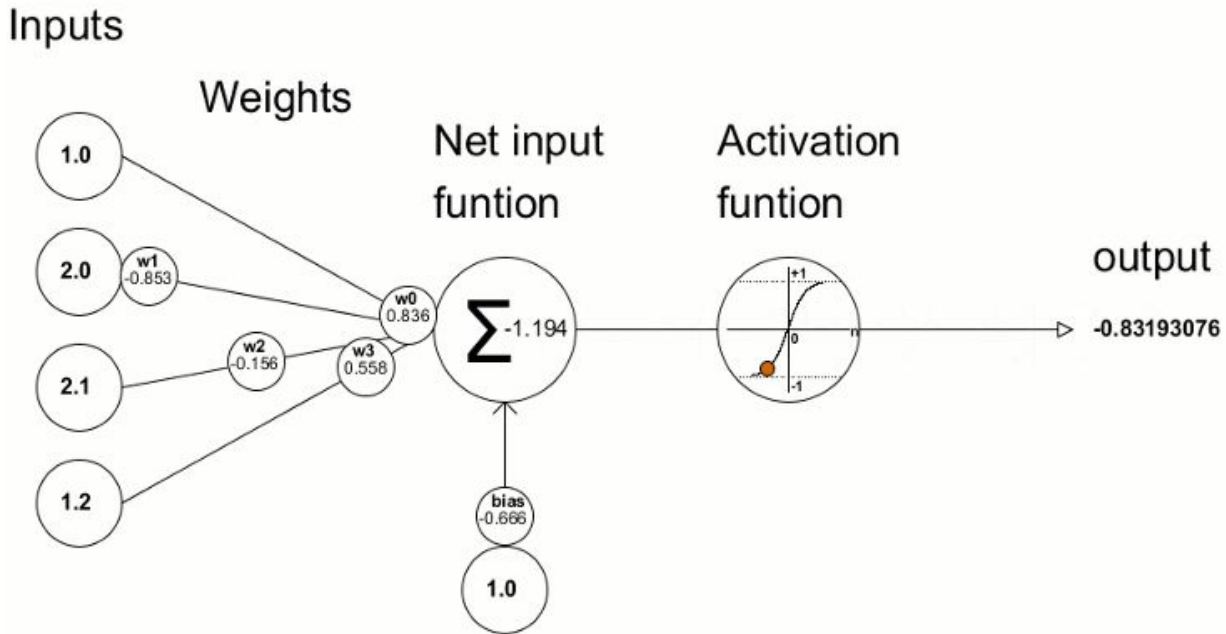 Inputs
Weights
Net input
funtion
Activation
funtion
output
1.0
2.0
2.1
1.2
w1
-0.853
w0
0.836
w2
-0.156
w3
0.558
Σ -1.194
+1
0
n
-1
-0.83193076
bias
-0.666
1.0